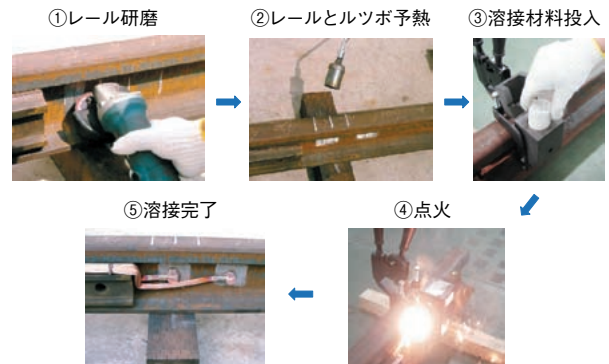 ①レール研磨
②レールとルツボ予熱
③溶接材料投入
④点火
⑤溶接完了